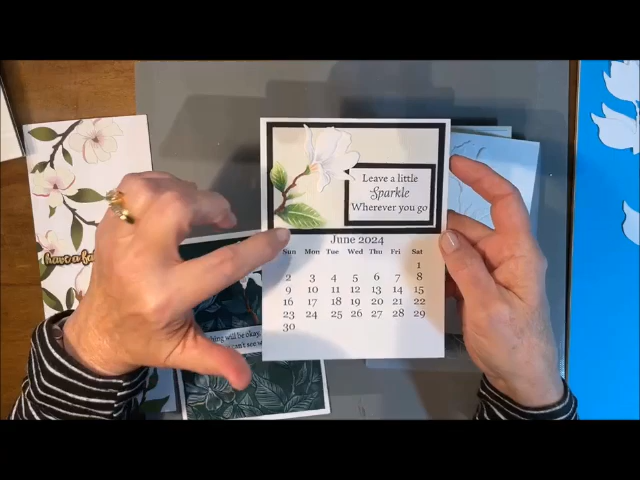 Leave a little
Sparkle
Wherever you go
June 2024
Sun Mon Tue Wed Thu Fri Sat
1
2 3 4 5 6 7 8
9 10 11 12 13 14 15
16 17 18 19 20 21 22
23 24 25 26 27 28 29
30
have a
will be okay,
can't see